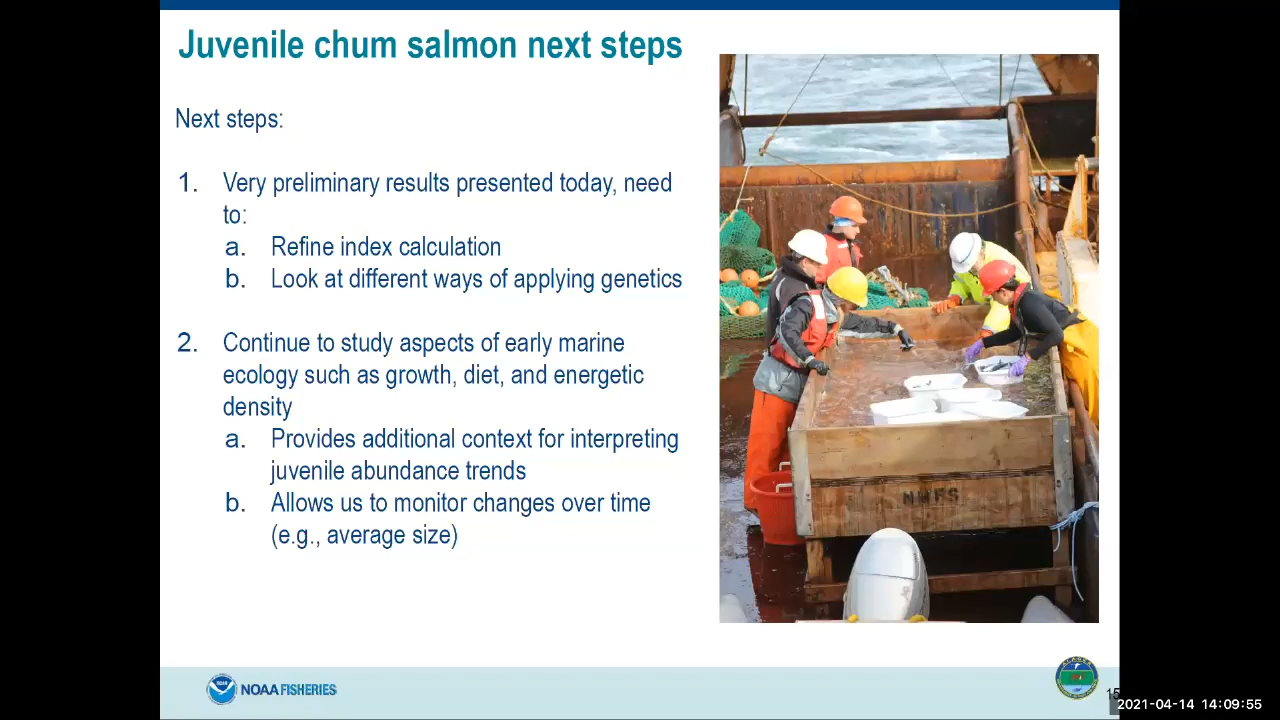 Juvenile chum salmon next steps
Next steps:
1. Very preliminary results presented today, need
to:
a. Refine index calculation
b. Look at different ways of applying genetics
2. Continue to study aspects of early marine
ecology such as growth, diet, and energetic
density
a. Provides additional context for interpreting
juvenile abundance trends
b. Allows us to monitor changes over time
(e.g., average size)
NMFS
NOAA FISHERIES
15
2021-04-14 14:09:55